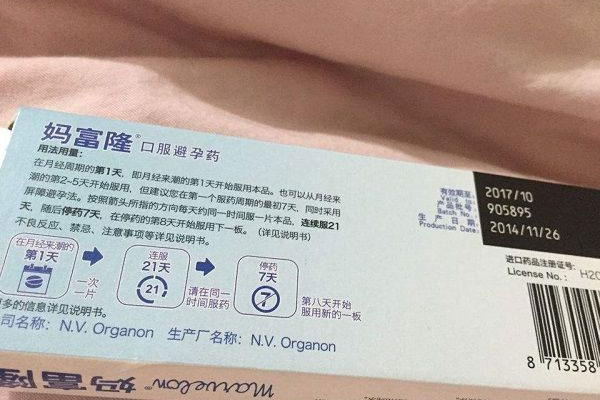 妈富隆® 口服避孕药
用法用量:
在月经周期的第1天，即月经来潮的第1天开始服用本品。也可以从月经来
潮的第2~5天开始服用，但建议您在第一个服药周期的最初7天，同时采用
屏障避孕法。按照箭头所指的方向每天约同一时间服一片本品，连续服21
天，随后停药7天，在停药的第8天开始服用下一板。（详见说明书）
不良反应、禁忌、注意事项等详见说明书。
在月经来潮的
第1天
一次
一片
连服
21天
21
请在同一
时间服药
停药
7天
7
第八天开始
服用新的一板
多的信息详见说明书。
司名称: N.V. Organon 生产厂名称: N.V. Organon
有效期至:
Valid to
产品批号:
Batch No.
生产日期:
Production Date:
2017/10
905895
2014/11/26
进口药品注册证号:
License No.: H20
8 713358
marvelon® 妈富隆